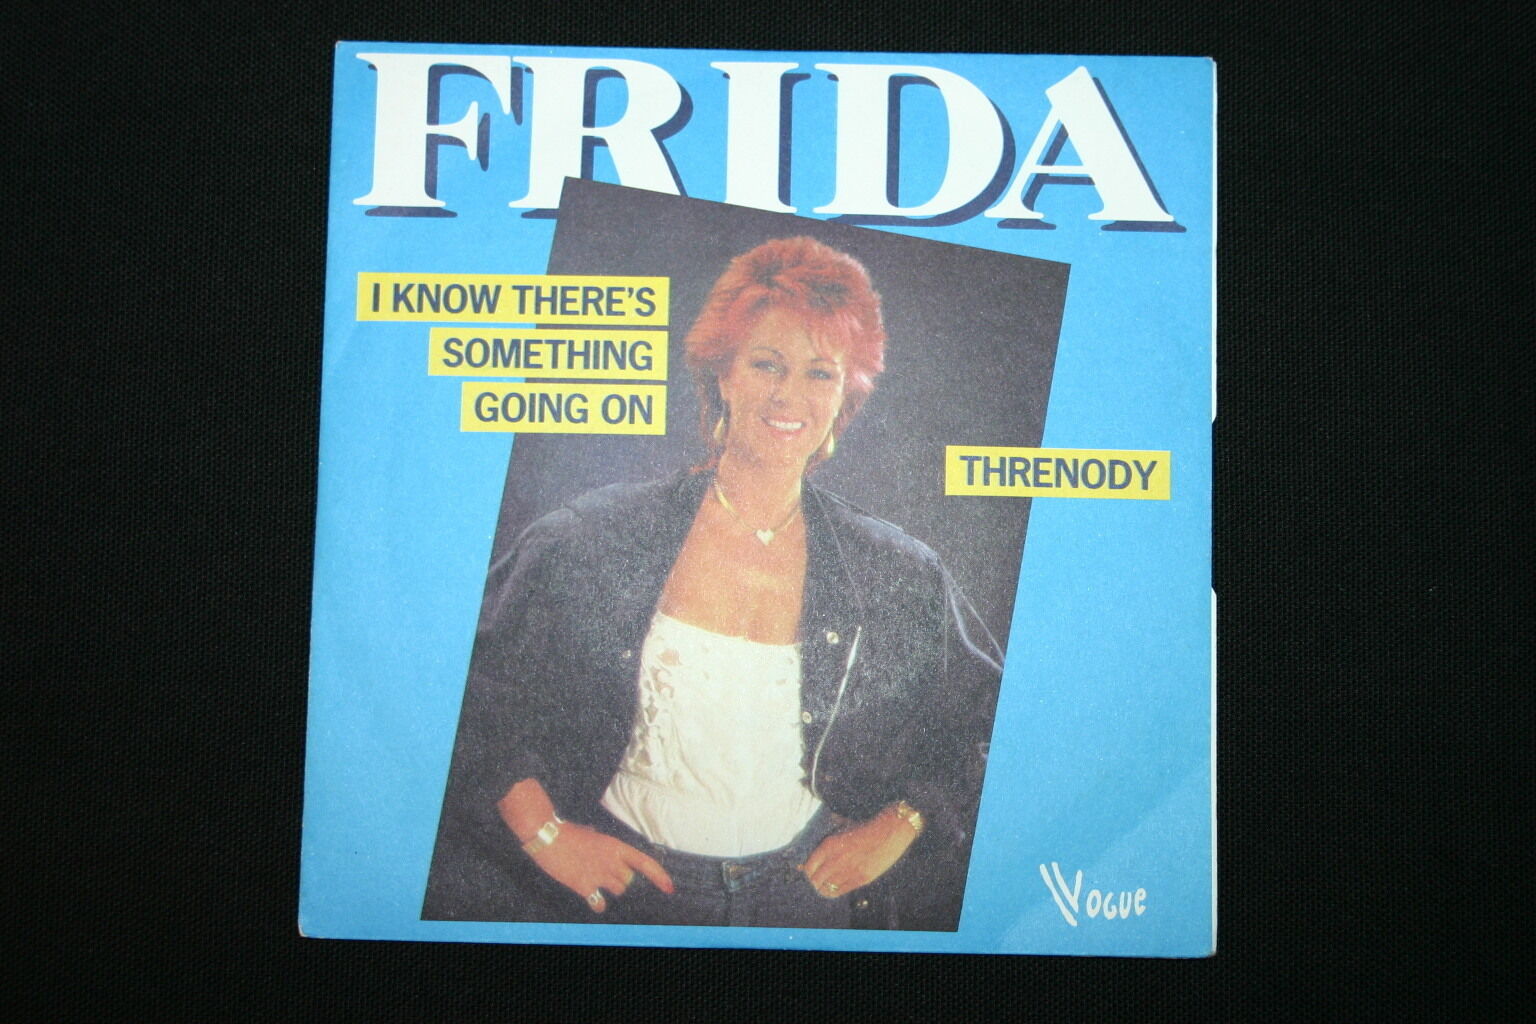 FRIDA
I KNOW THERE'S
SOMETHING
GOING ON
THRENODY
VOGUE